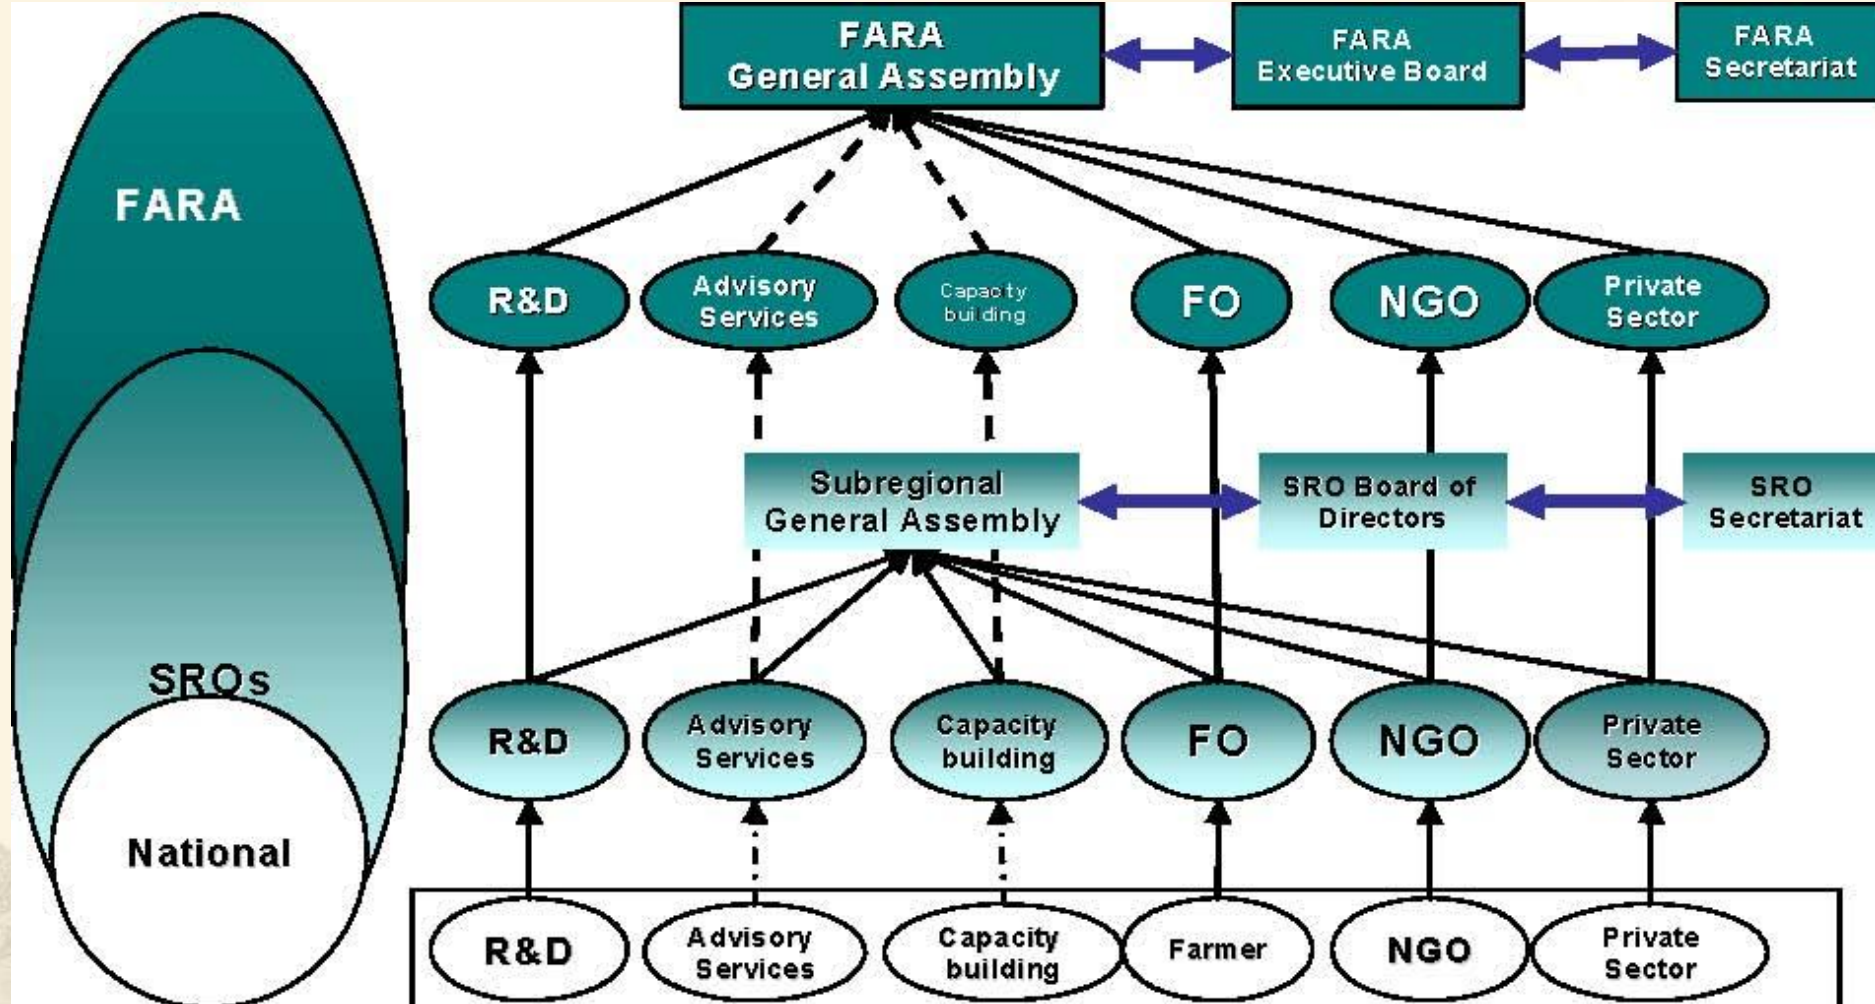 FARA
General Assembly
FARA
Executive Board
FARA
Secretariat
FARA
R&D
Advisory
Services
Capacity
building
FO
NGO
Private
Sector
Subregional
General Assembly
SRO Board of
Directors
SRO
Secretariat
SROs
R&D
Advisory
Services
Capacity
building
FO
NGO
Private
Sector
National
R&D
Advisory
Services
Capacity
building
Farmer
NGO
Private
Sector